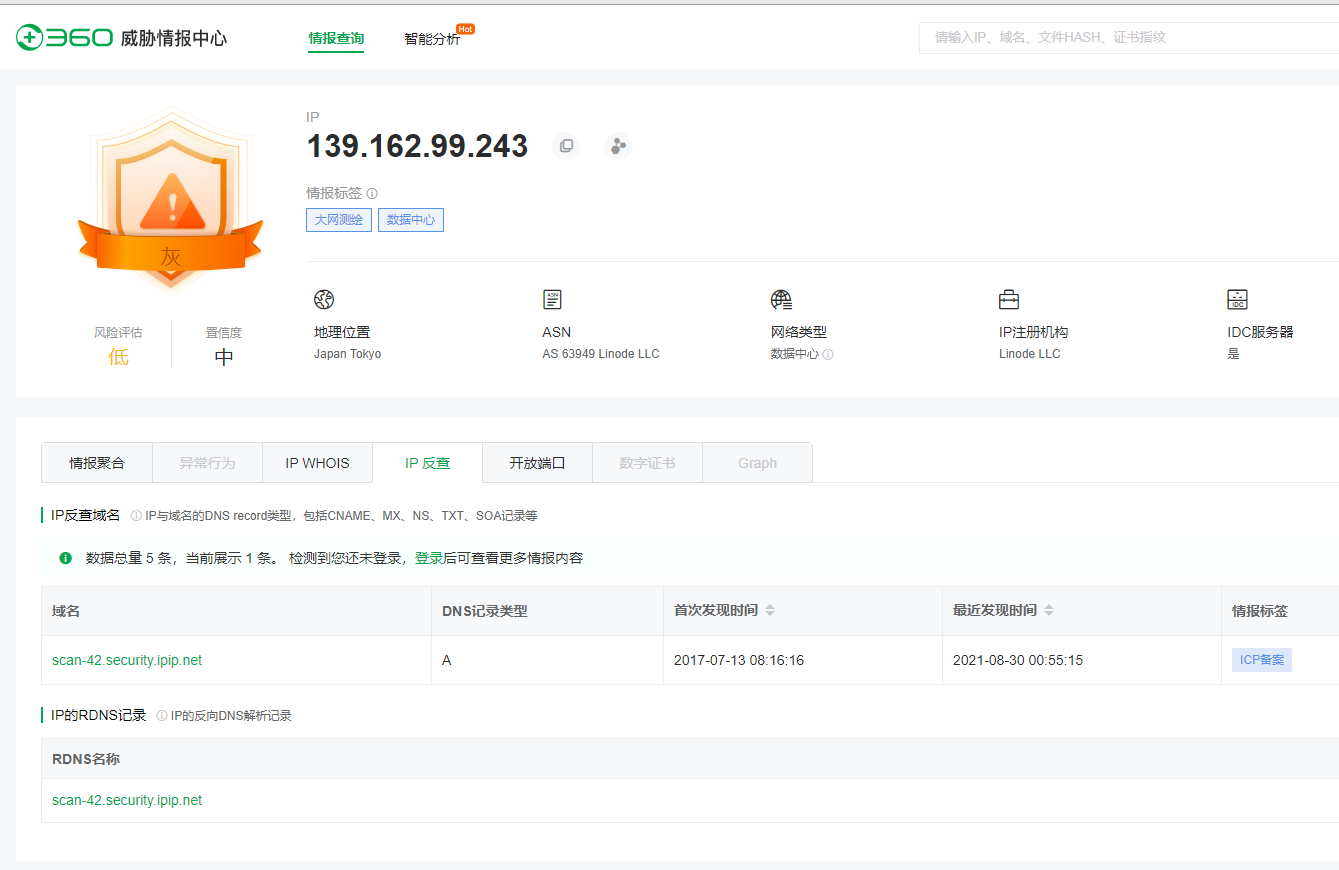 360 威胁情报中心
情报查询 智能分析 Hot
请输入IP、域名、文件HASH、证书指纹
IP
139.162.99.243
情报标签
大网测绘 数据中心
灰
风险评估 置信度
低 中
地理位置 ASN 网络类型 IP注册机构 IDC服务器
Japan Tokyo AS 63949 Linode LLC 数据中心 Linode LLC 是
情报聚合 异常行为 IP WHOIS IP 反查 开放端口 数字证书 Graph
IP反查域名 IP与域名的DNS record类型，包括CNAME、MX、NS、TXT、SOA记录等
数据总量 5 条，当前展示 1 条。 检测到您还未登录，登录后可查看更多情报内容
域名 DNS记录类型 首次发现时间 最近发现时间 情报标签
scan-42.security.ipip.net A 2017-07-13 08:16:16 2021-08-30 00:55:15 ICP备案
IP的RDNS记录 IP的反向DNS解析记录
RDNS名称
scan-42.security.ipip.net